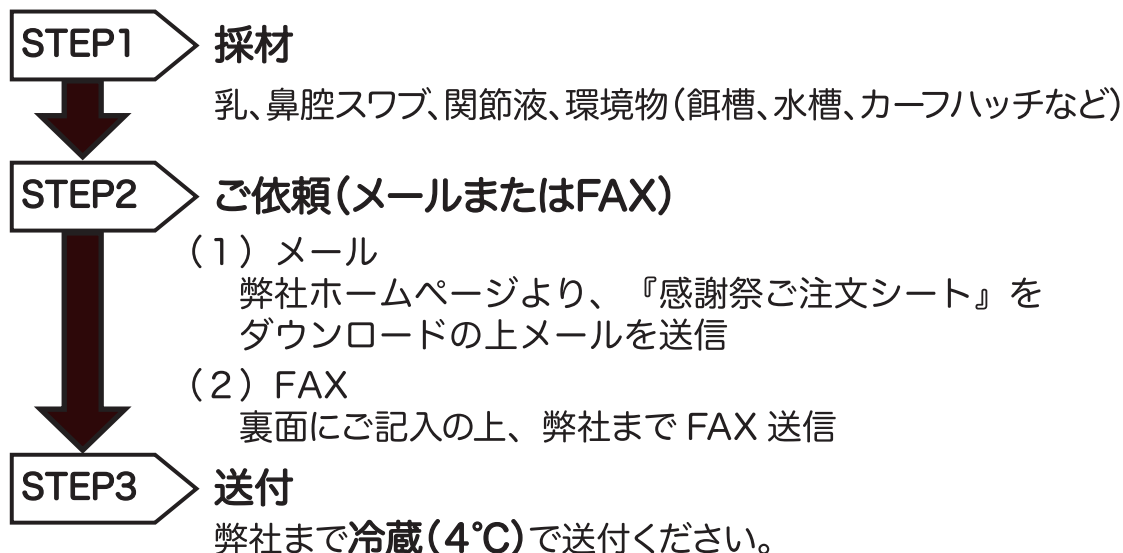 STEP1 採材
乳、鼻腔スワブ、関節液、環境物（餌槽、水槽、カーフハッチなど）
STEP2 ご依頼（メールまたはFAX）
（１）メール
弊社ホームページより、『感謝祭ご注文シート』を
ダウンロードの上メールを送信
（２）FAX
裏面にご記入の上、弊社まで FAX 送信
STEP3 送付
弊社まで冷蔵（4℃）で送付ください。